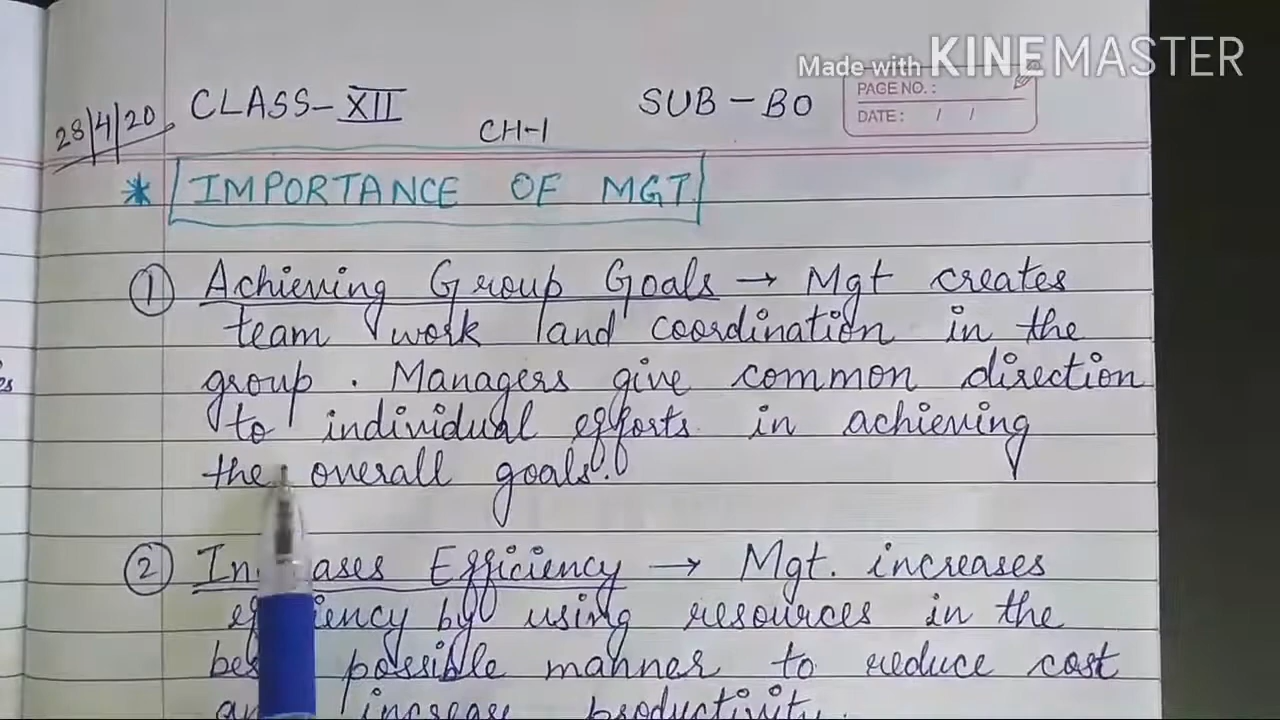 Made with KINEMASTER
28/4/20 CLASS-XII SUB-BO
PAGE NO.:
DATE: / /
CH-1
* IMPORTANCE OF MGT.
① Achieving Group Goals → Mgt creates
team work and coordination in the
group. Managers give common direction
to individual efforts in achieving
the overall goals.
② Efficiency → Mgt. increases
by using resources in the
possible manner to reduce cost
increase productivity.